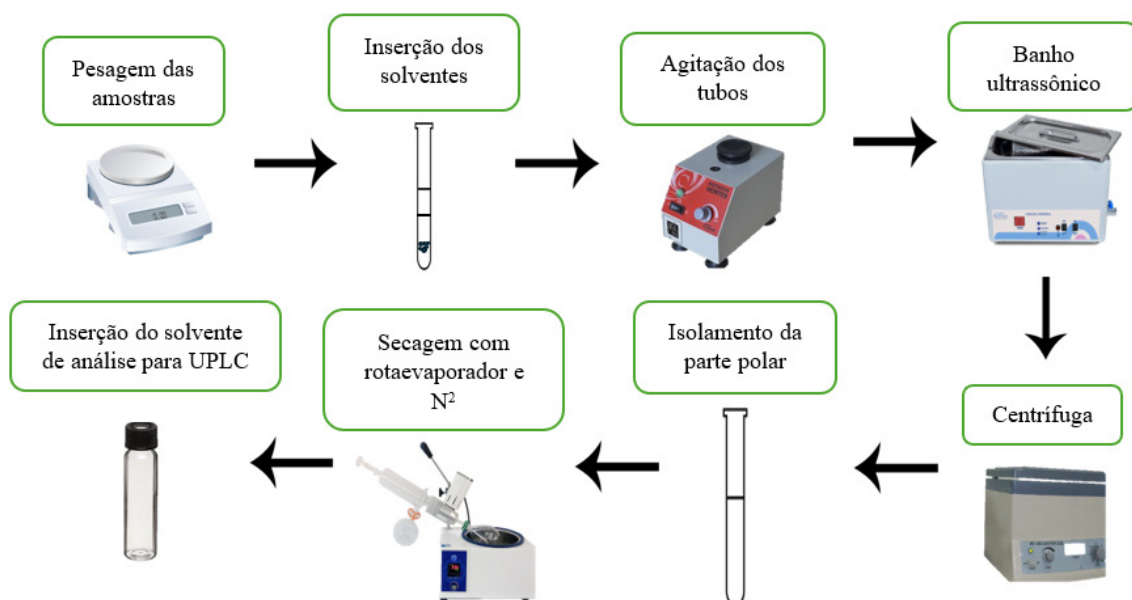 Pesagem das
amostras
Inserção dos
solventes
Agitação dos
tubos
Banho
ultrassônico
Centrífuga
Isolamento da
parte polar
Secagem com
rotaevaporador e
N²
Inserção do solvente
de análise para UPLC